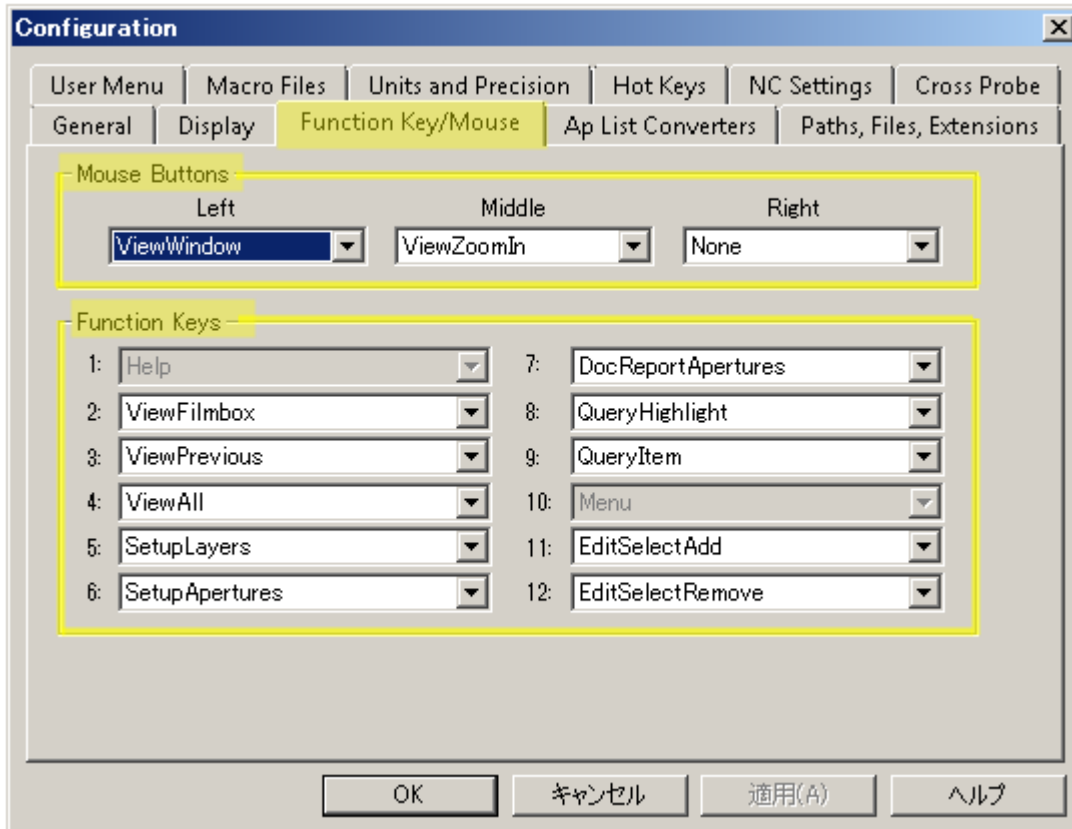 Configuration
User Menu Macro Files Units and Precision Hot Keys NC Settings Cross Probe
General Display Function Key/Mouse Ap List Converters Paths, Files, Extensions
Mouse Buttons
Left Middle Right
ViewWindow ViewZoomIn None
Function Keys
1: Help 7: DocReportApertures
2: ViewFilmbox 8: QueryHighlight
3: ViewPrevious 9: QueryItem
4: ViewAll 10: Menu
5: SetupLayers 11: EditSelectAdd
6: SetupApertures 12: EditSelectRemove
OK キャンセル 適用(A) ヘルプ